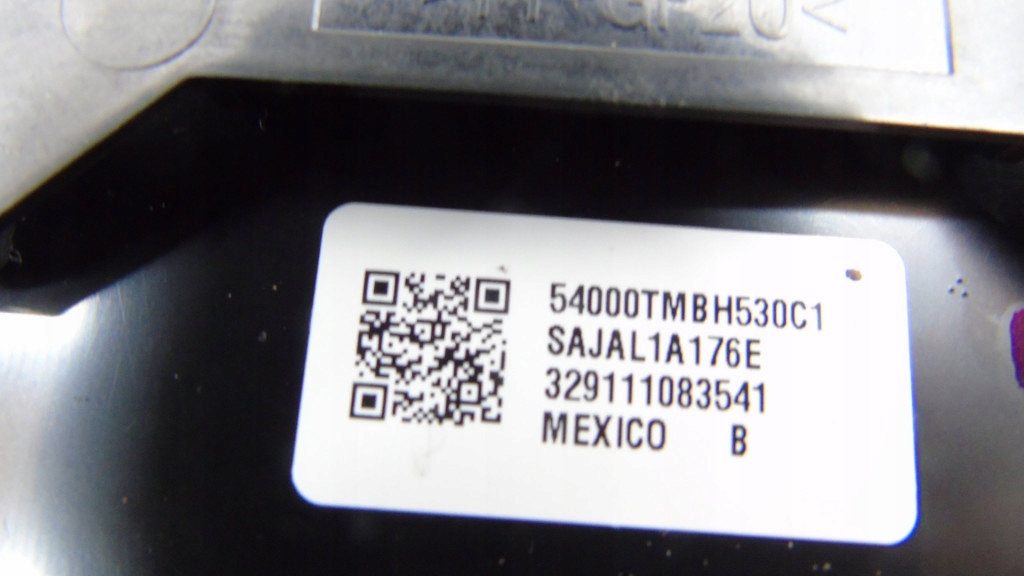 54000TMBH530C1
SAJAL1A176E
329111083541
MEXICO B